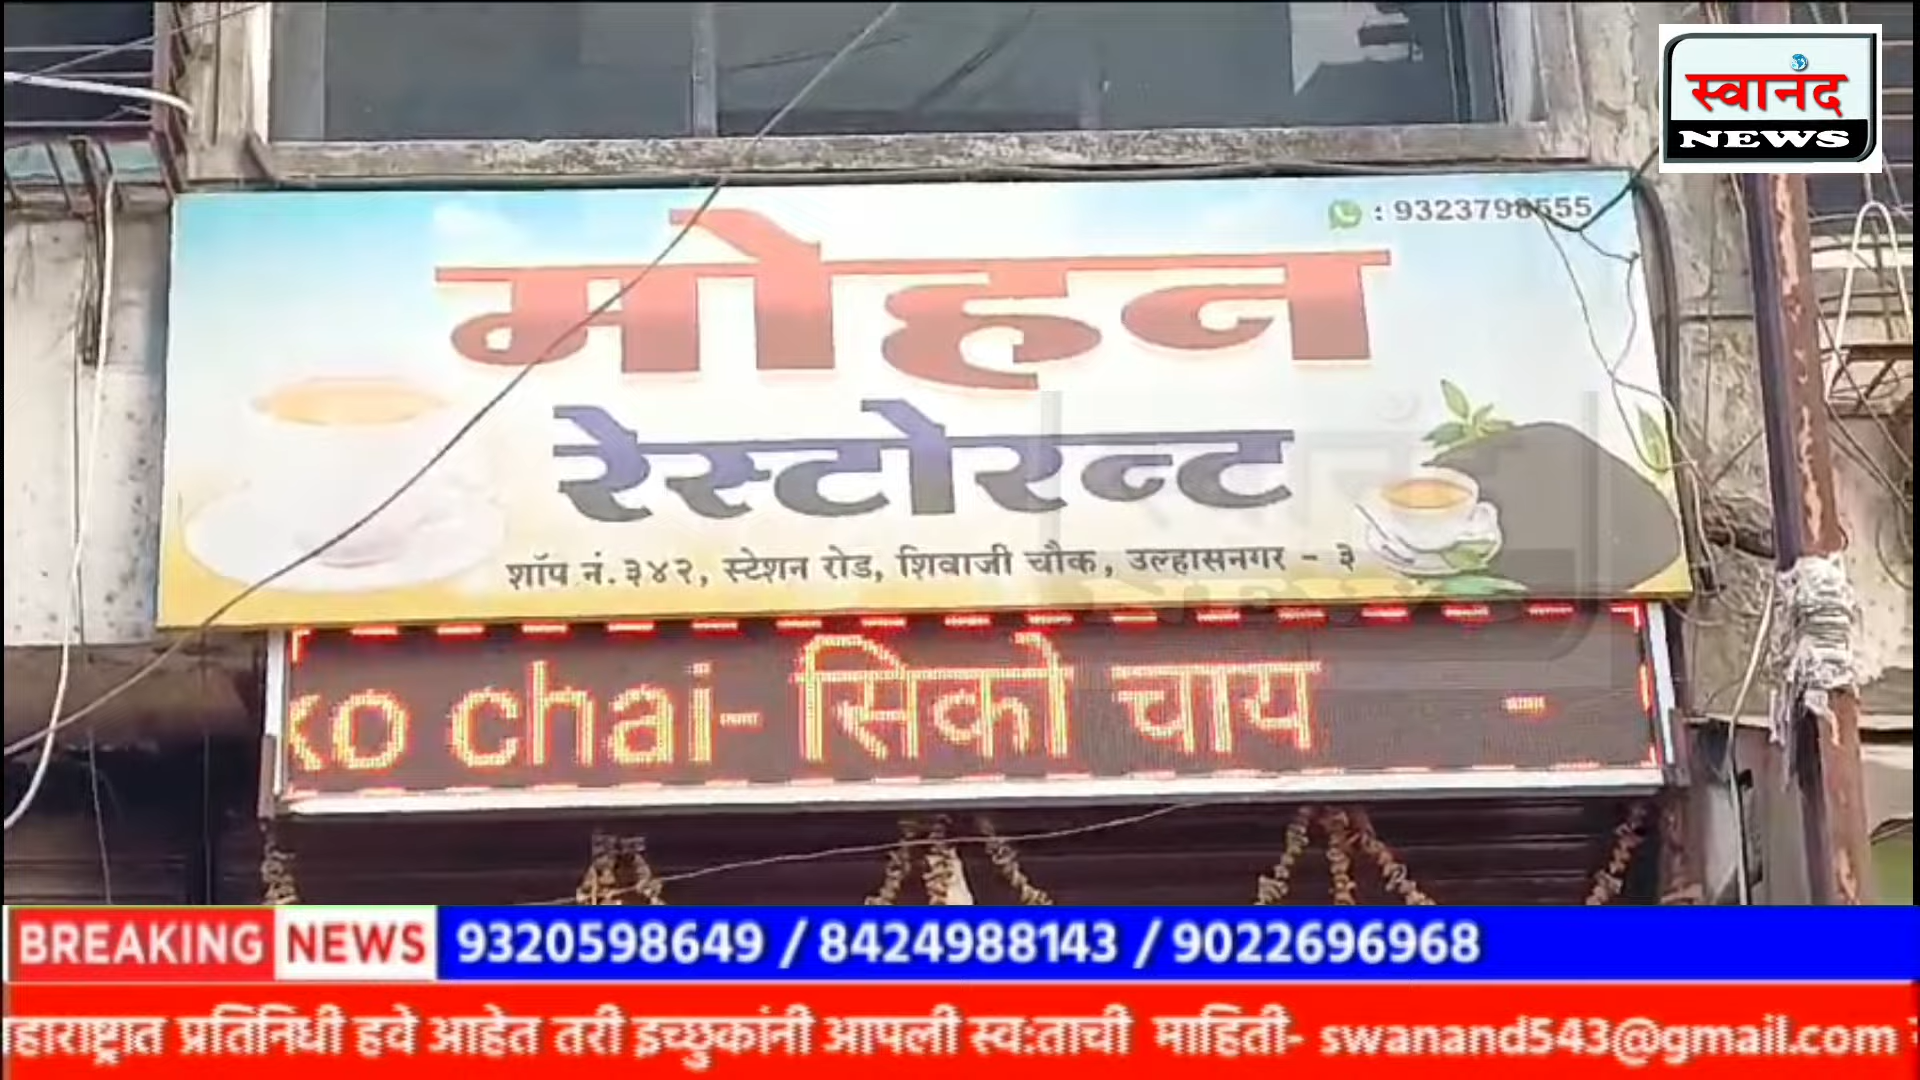 स्वानंद
NEWS
: 9323798555
मोहन
रेस्टोरन्ट
शॉप नं. ३४२, स्टेशन रोड, शिवाजी चौक, उल्हासनगर - ३
ko chai- सिको चाय -
BREAKING NEWS 9320598649 / 8424988143 / 9022696968
हाराष्ट्रात प्रतिनिधी हवे आहेत तरी इच्छुकांनी आपली स्व:ताची माहिती- swanand543@gmail.com